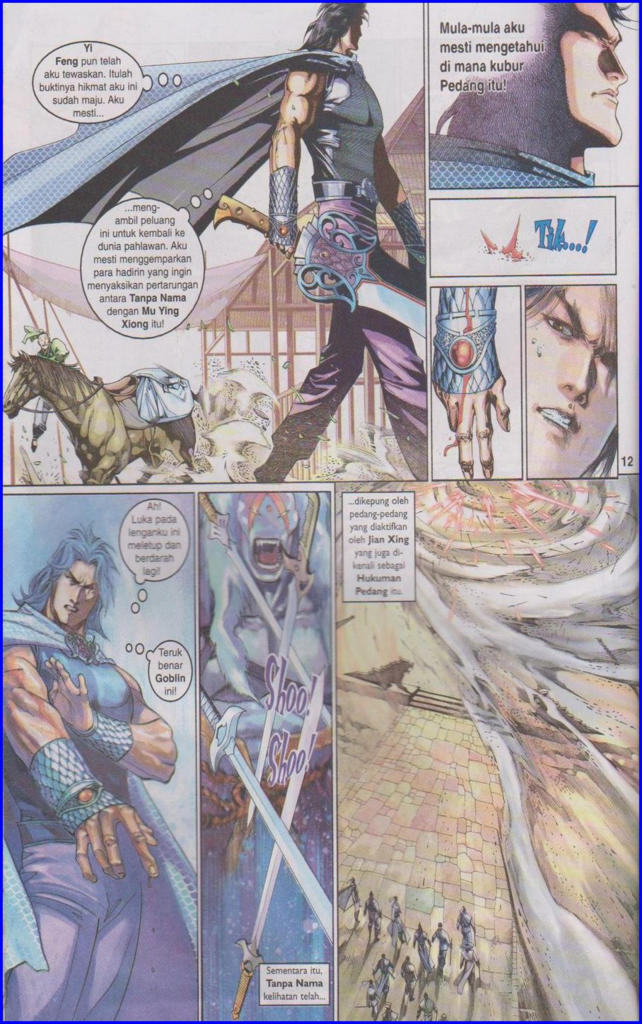 Yi
Feng pun telah
aku tewaskan. Itulah
buktinya hikmat aku ini
sudah maju. Aku
mesti...
...meng-
ambil peluang
ini untuk kembali ke
dunia pahlawan. Aku
mesti menggemparkan
para hadirin yang ingin
menyaksikan pertarungan
antara Tanpa Nama
dengan Mu Ying
Xiong itu!
Mula-mula aku
mesti mengetahui
di mana kubur
Pedang itu!
Tik...!
12
Ah!
Luka pada
lenganku ini
meletup dan
berdarah
lagi!
Teruk
benar
Goblin
ini!
Shoo!
Shoo!
Sementara itu,
Tanpa Nama
kelihatan telah...
...dikepung oleh
pedang-pedang
yang diaktifkan
oleh Jian Xing
yang juga di-
kenali sebagai
Hukuman
Pedang itu.